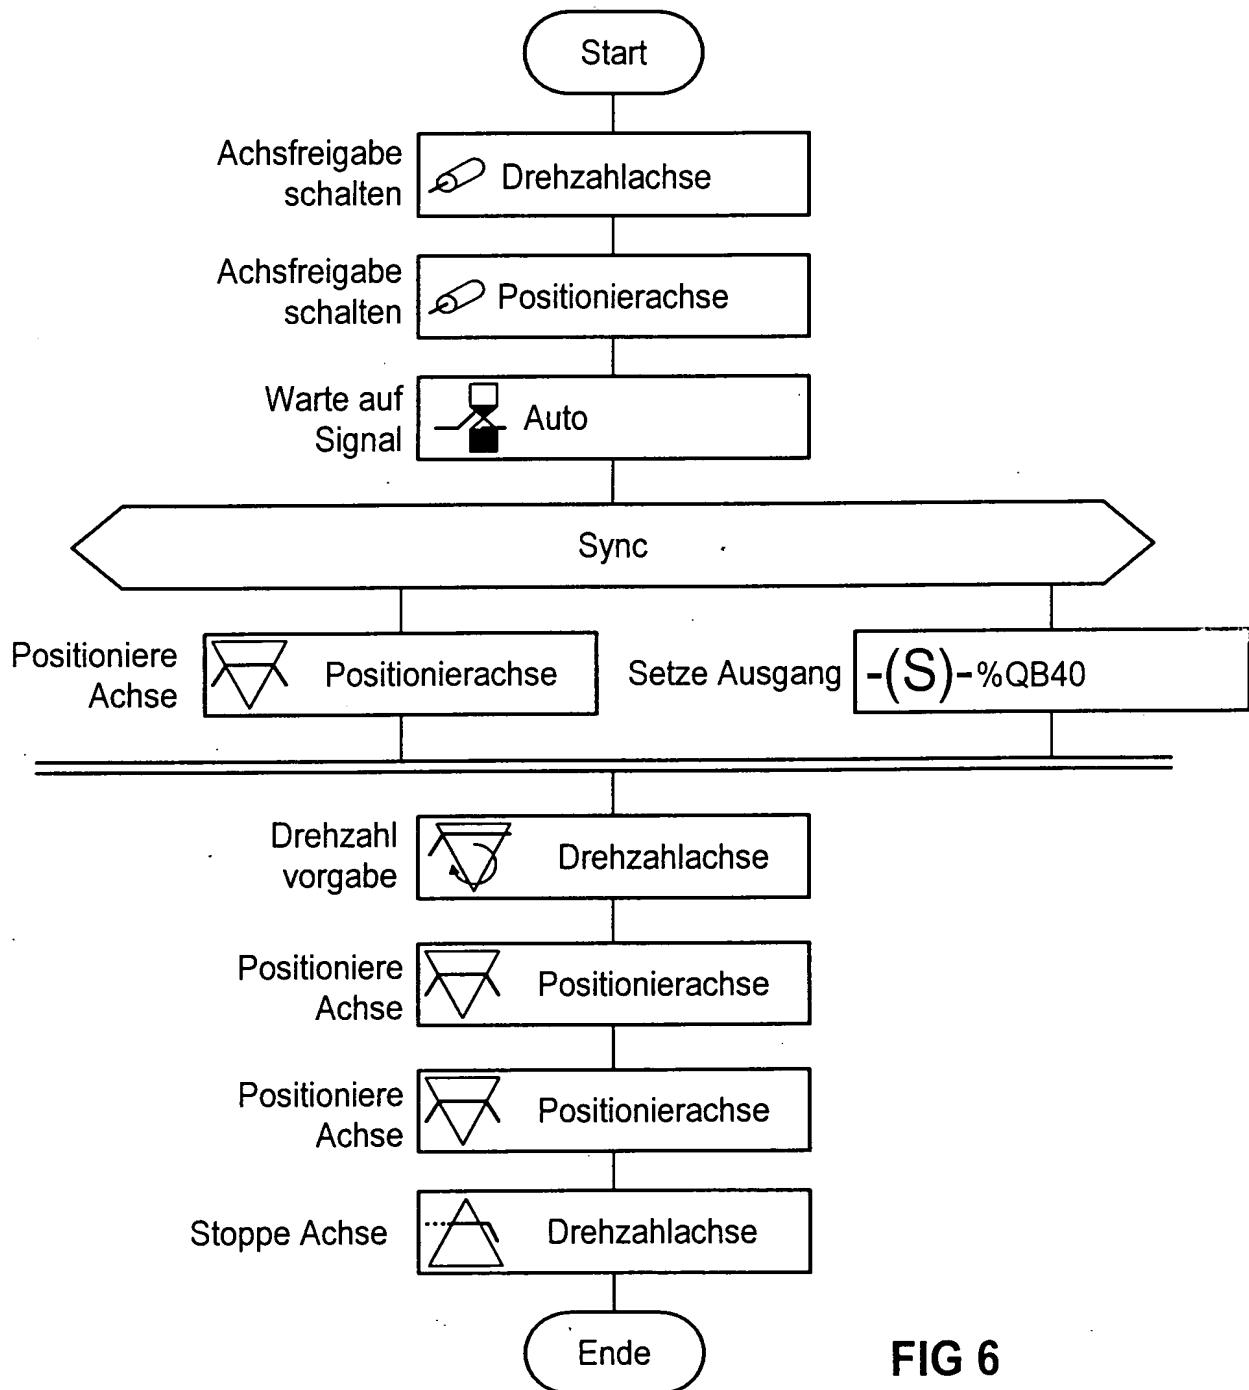 Start
Achsfreigabe
schalten
Drehzahlachse
Achsfreigabe
schalten
Positionierachse
Warte auf
Signal
Auto
Sync
Positioniere
Achse
Positionierachse
Setze Ausgang
-(S)-%QB40
Drehzahl
vorgabe
Drehzahlachse
Positioniere
Achse
Positionierachse
Positioniere
Achse
Positionierachse
Stoppe Achse
Drehzahlachse
Ende
FIG 6